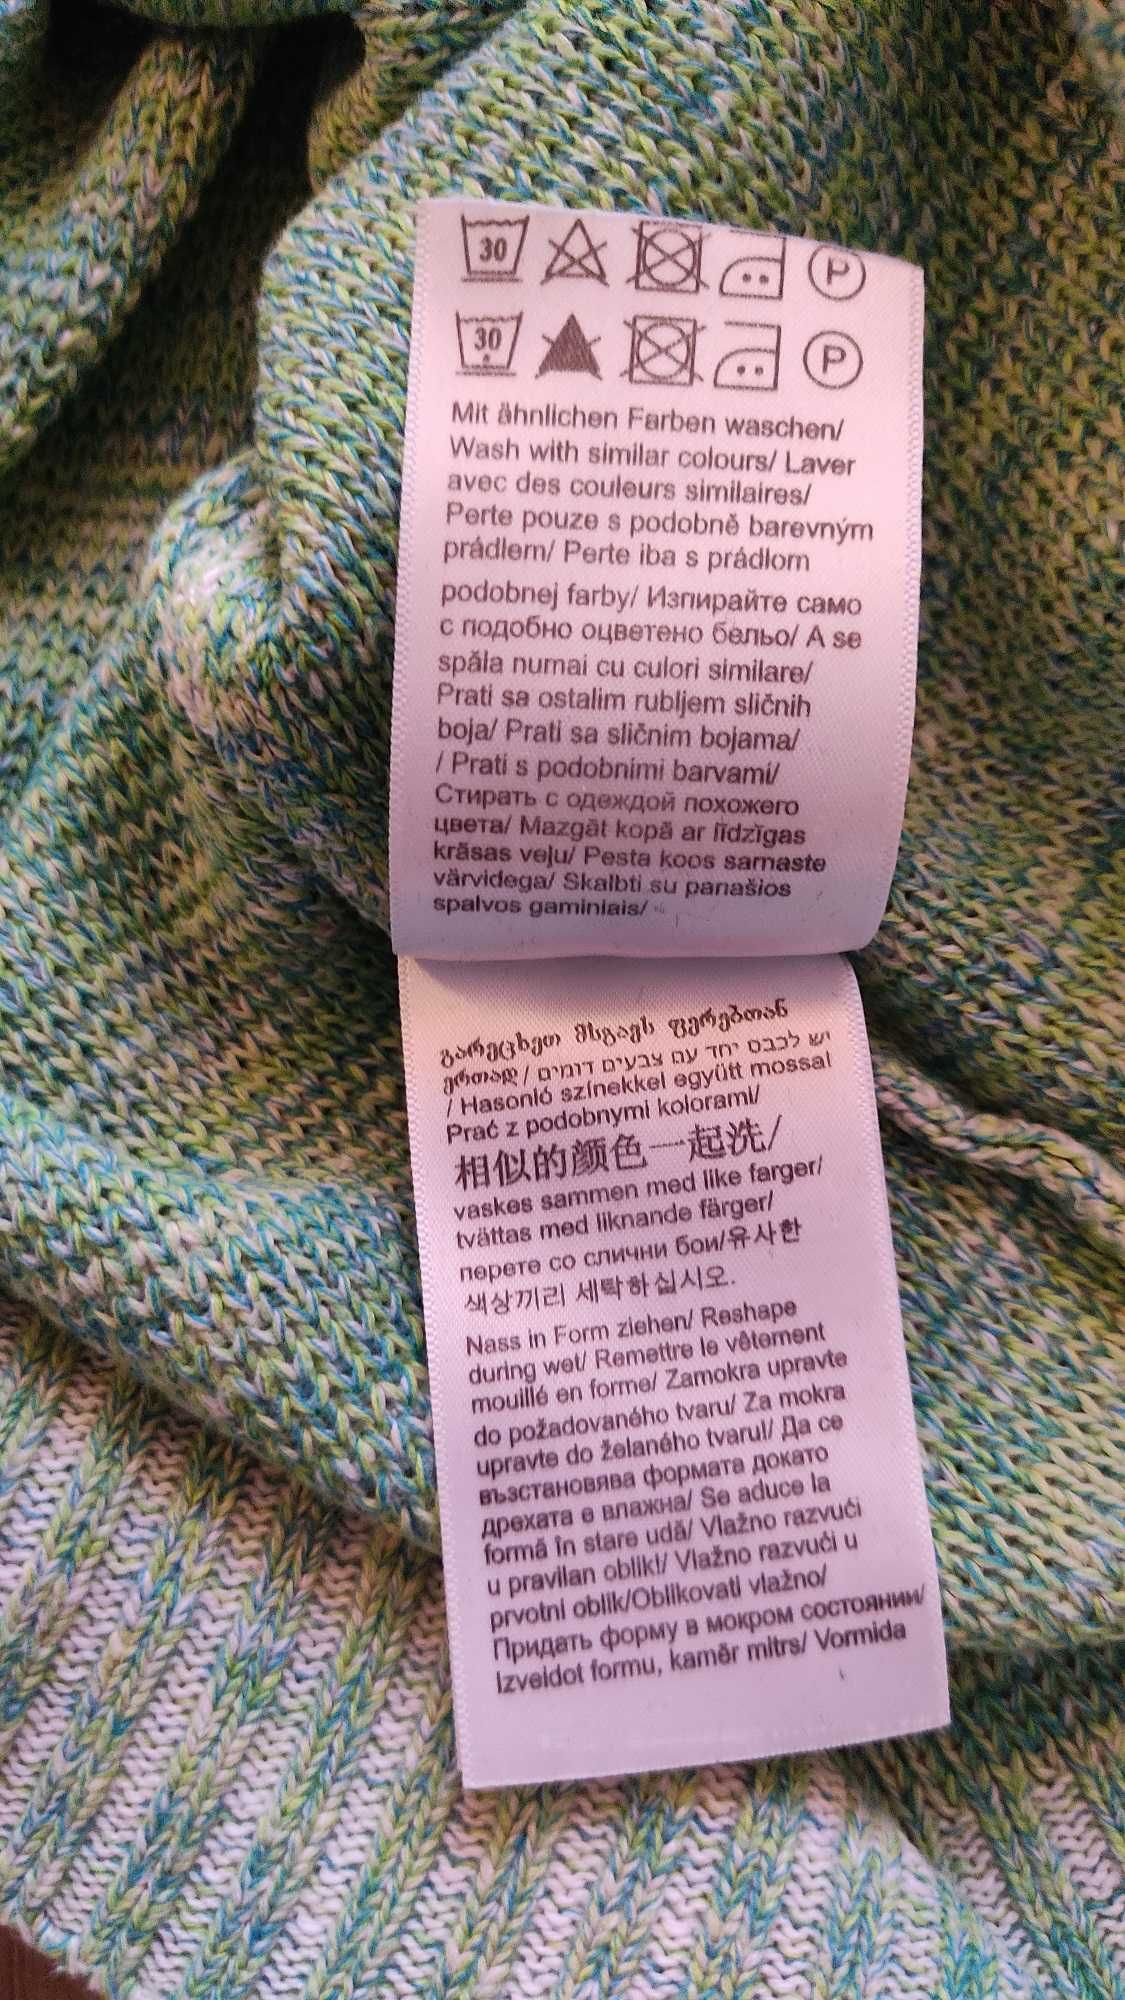 30 P
30 P
Mit ähnlichen Farben waschen/
Wash with similar colours/ Laver
avec des couleurs similaires/
Perte pouze s podobně barevným
prádlem/ Perte iba s prádlom
podobnej farby/ Изпирайте само
с подобно оцветено бельо/ A se
spăla numai cu culori similare/
Prati sa ostalim rubljem sličnih
boja/ Prati sa sličnim bojama/
/ Prati s podobnimi barvami/
Стирать с одеждой похожего
цвета/ Mazgāt kopā ar līdzīgas
krāsas veļu/ Pesta koos samaste
värvidega/ Skalbti su panašios
spalvos gaminiais/
გარეცხეთ მსგავს ფერებთან
ერთად/ יש לכבס יחד עם צבעים דומים
/ Hasonló színekkel együtt mossal
Prać z podobnymi kolorami/
相似的颜色一起洗/
vaskes sammen med like farger/
tvättas med liknande färger/
перете со слични бои/유사한
색상끼리 세탁하십시오.
Nass in Form ziehen/ Reshape
during wet/ Remettre le vêtement
mouillé en forme/ Zamokra upravte
do požadovaného tvaru/ Za mokra
upravte do želaného tvaru!/ Да се
възстановява формата докато
дрехата е влажна/ Se aduce la
formă în stare udă/ Vlažno razvući
u pravilan oblik!/ Vlažno razvući u
prvotni oblik/Oblikovati vlažno/
Придать форму в мокром состоянии/
Izveidot formu, kamēr mitrs/ Vormida